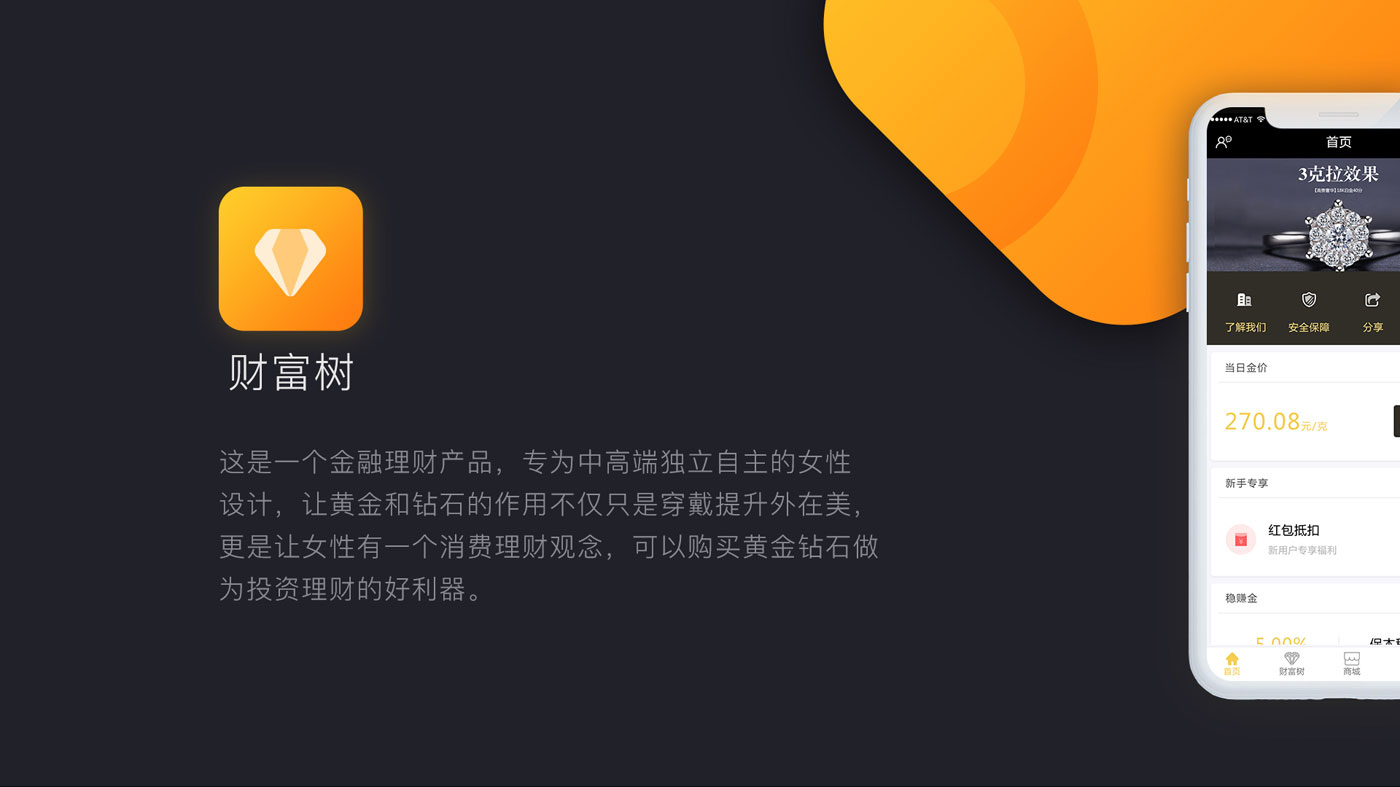 财富树
这是一个金融理财产品，专为中高端独立自主的女性
设计，让黄金和钻石的作用不仅只是穿戴提升外在美，
更是让女性有一个消费理财观念，可以购买黄金钻石做
为投资理财的好利器。
AT&T
首页
3克拉效果
了解我们 安全保障 分享
当日金价
270.08元/克
新手专享
红包抵扣
新用户专享福利
稳赚金
5.00%
首页 财富树 商城